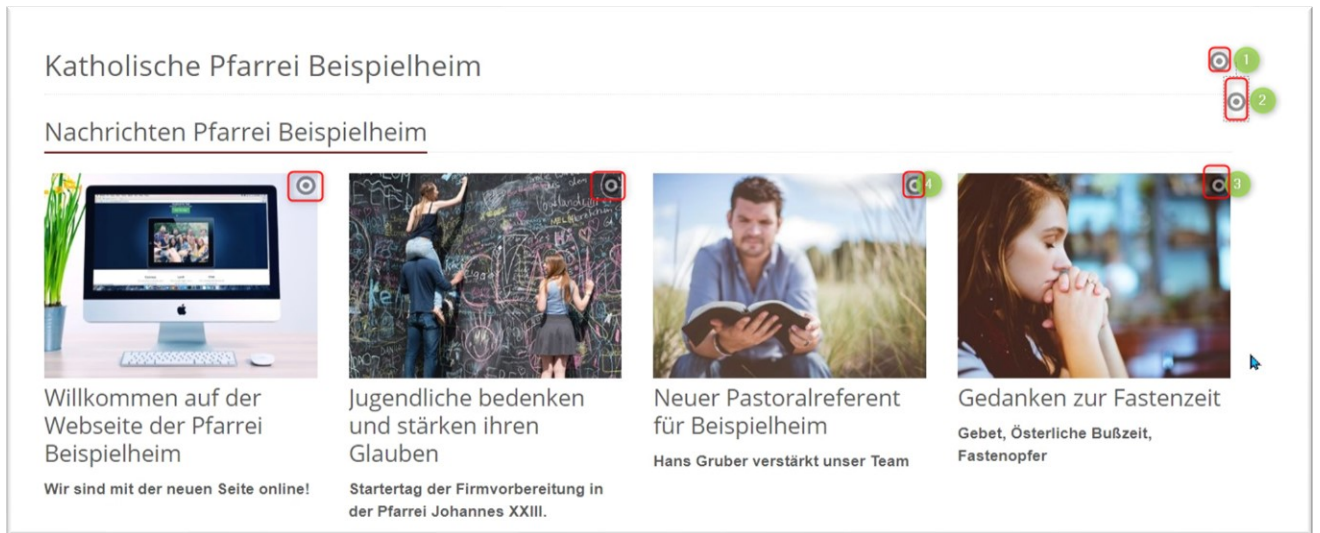 Katholische Pfarrei Beispielheim
1
2
Nachrichten Pfarrei Beispielheim
4
3
Willkommen auf der
Webseite der Pfarrei
Beispielheim
Wir sind mit der neuen Seite online!
Jugendliche bedenken
und stärken ihren
Glauben
Startertag der Firmvorbereitung in
der Pfarrei Johannes XXIII.
Neuer Pastoralreferent
für Beispielheim
Hans Gruber verstärkt unser Team
Gedanken zur Fastenzeit
Gebet, Österliche Bußzeit,
Fastenopfer